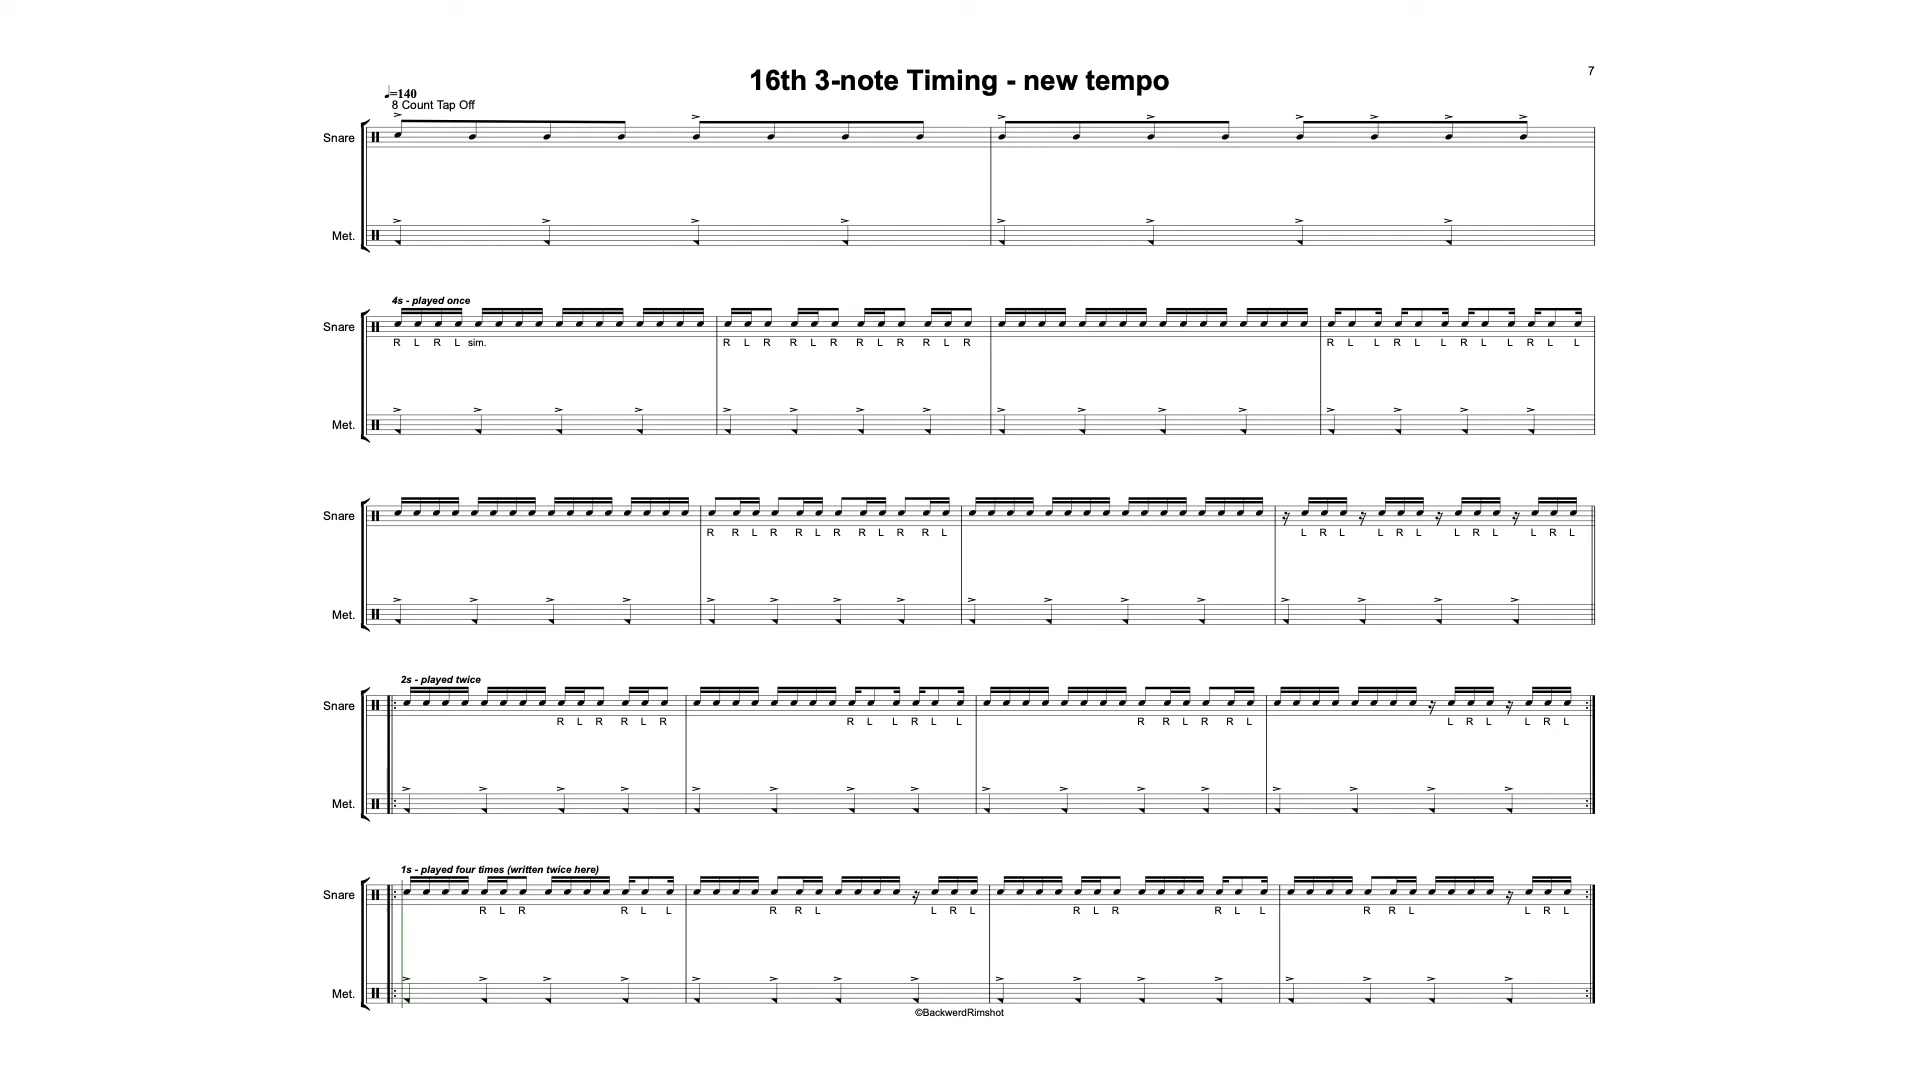 16th 3-note Timing - new tempo
7
=140
8 Count Tap Off
Snare
Met.
4s - played once
Snare
R L R L sim. R L R R L R R L R R L R R L L R L L R L L R L L
Met.
Snare
R R L R R L R R L R R L L R L L R L L R L L R L
Met.
2s - played twice
Snare
R L R R L R R L L R L L R R L R R L L R L L R L
Met.
1s - played four times (written twice here)
Snare
R L R R L L R R L L R L R L R R L L R R L L R L
Met.
©BackwerdRimshot